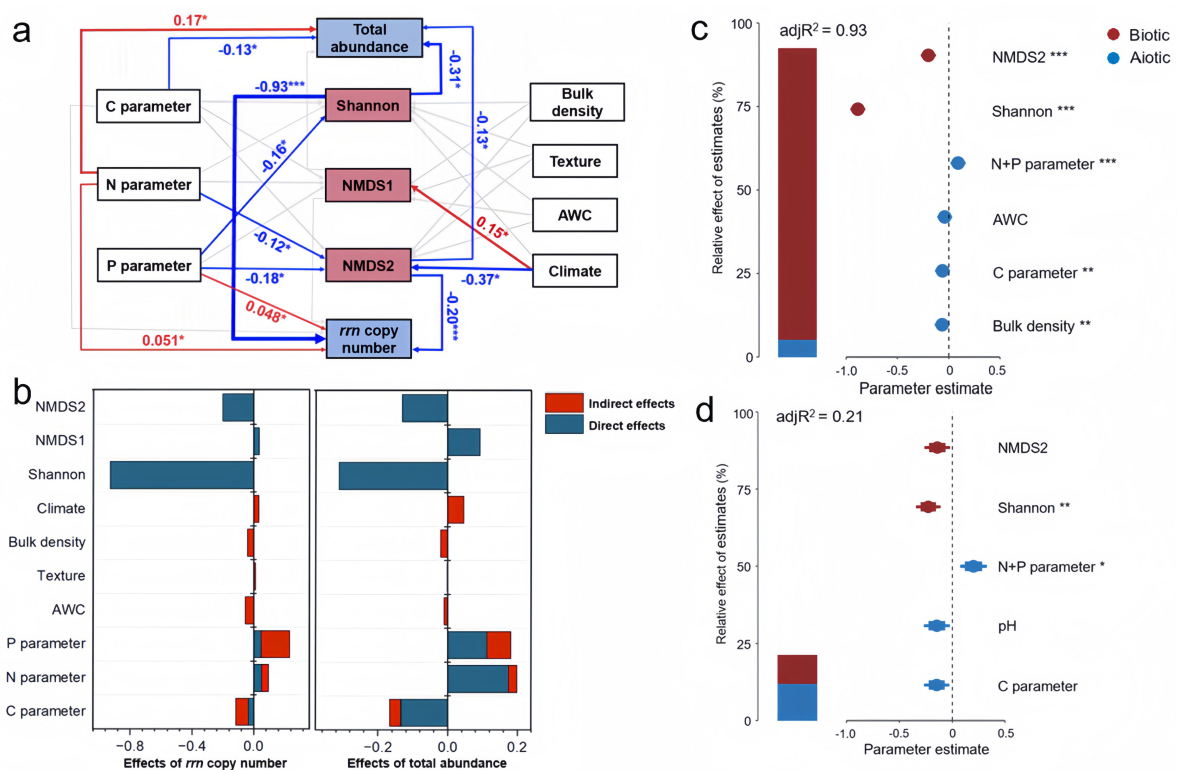 a
0.17*
Total
abundance
-0.13*
-0.31*
-0.93***
C parameter
Shannon
Bulk
density
-0.13*
-0.16*
Texture
N parameter
NMDS1
AWC
0.15*
-0.12*
P parameter
NMDS2
Climate
-0.18*
-0.37*
0.048*
-0.20***
0.051*
rrn copy
number
b
NMDS2
NMDS1
Shannon
Climate
Bulk density
Texture
AWC
P parameter
N parameter
C parameter
−0.8
−0.4
0.0
Effects of rrn copy number
−0.2
0.0
0.2
Effects of total abundance
Indirect effects
Direct effects
c
adjR² = 0.93
Biotic
Aiotic
Relative effect of estimates (%)
100
75
50
25
0
NMDS2 ***
Shannon ***
N+P parameter ***
AWC
C parameter **
Bulk density **
-1.0
-0.5
0
0.5
Parameter estimate
d
adjR² = 0.21
Relative effect of estimates (%)
100
75
50
25
0
NMDS2
Shannon **
N+P parameter *
pH
C parameter
-1.0
-0.5
0
0.5
Parameter estimate